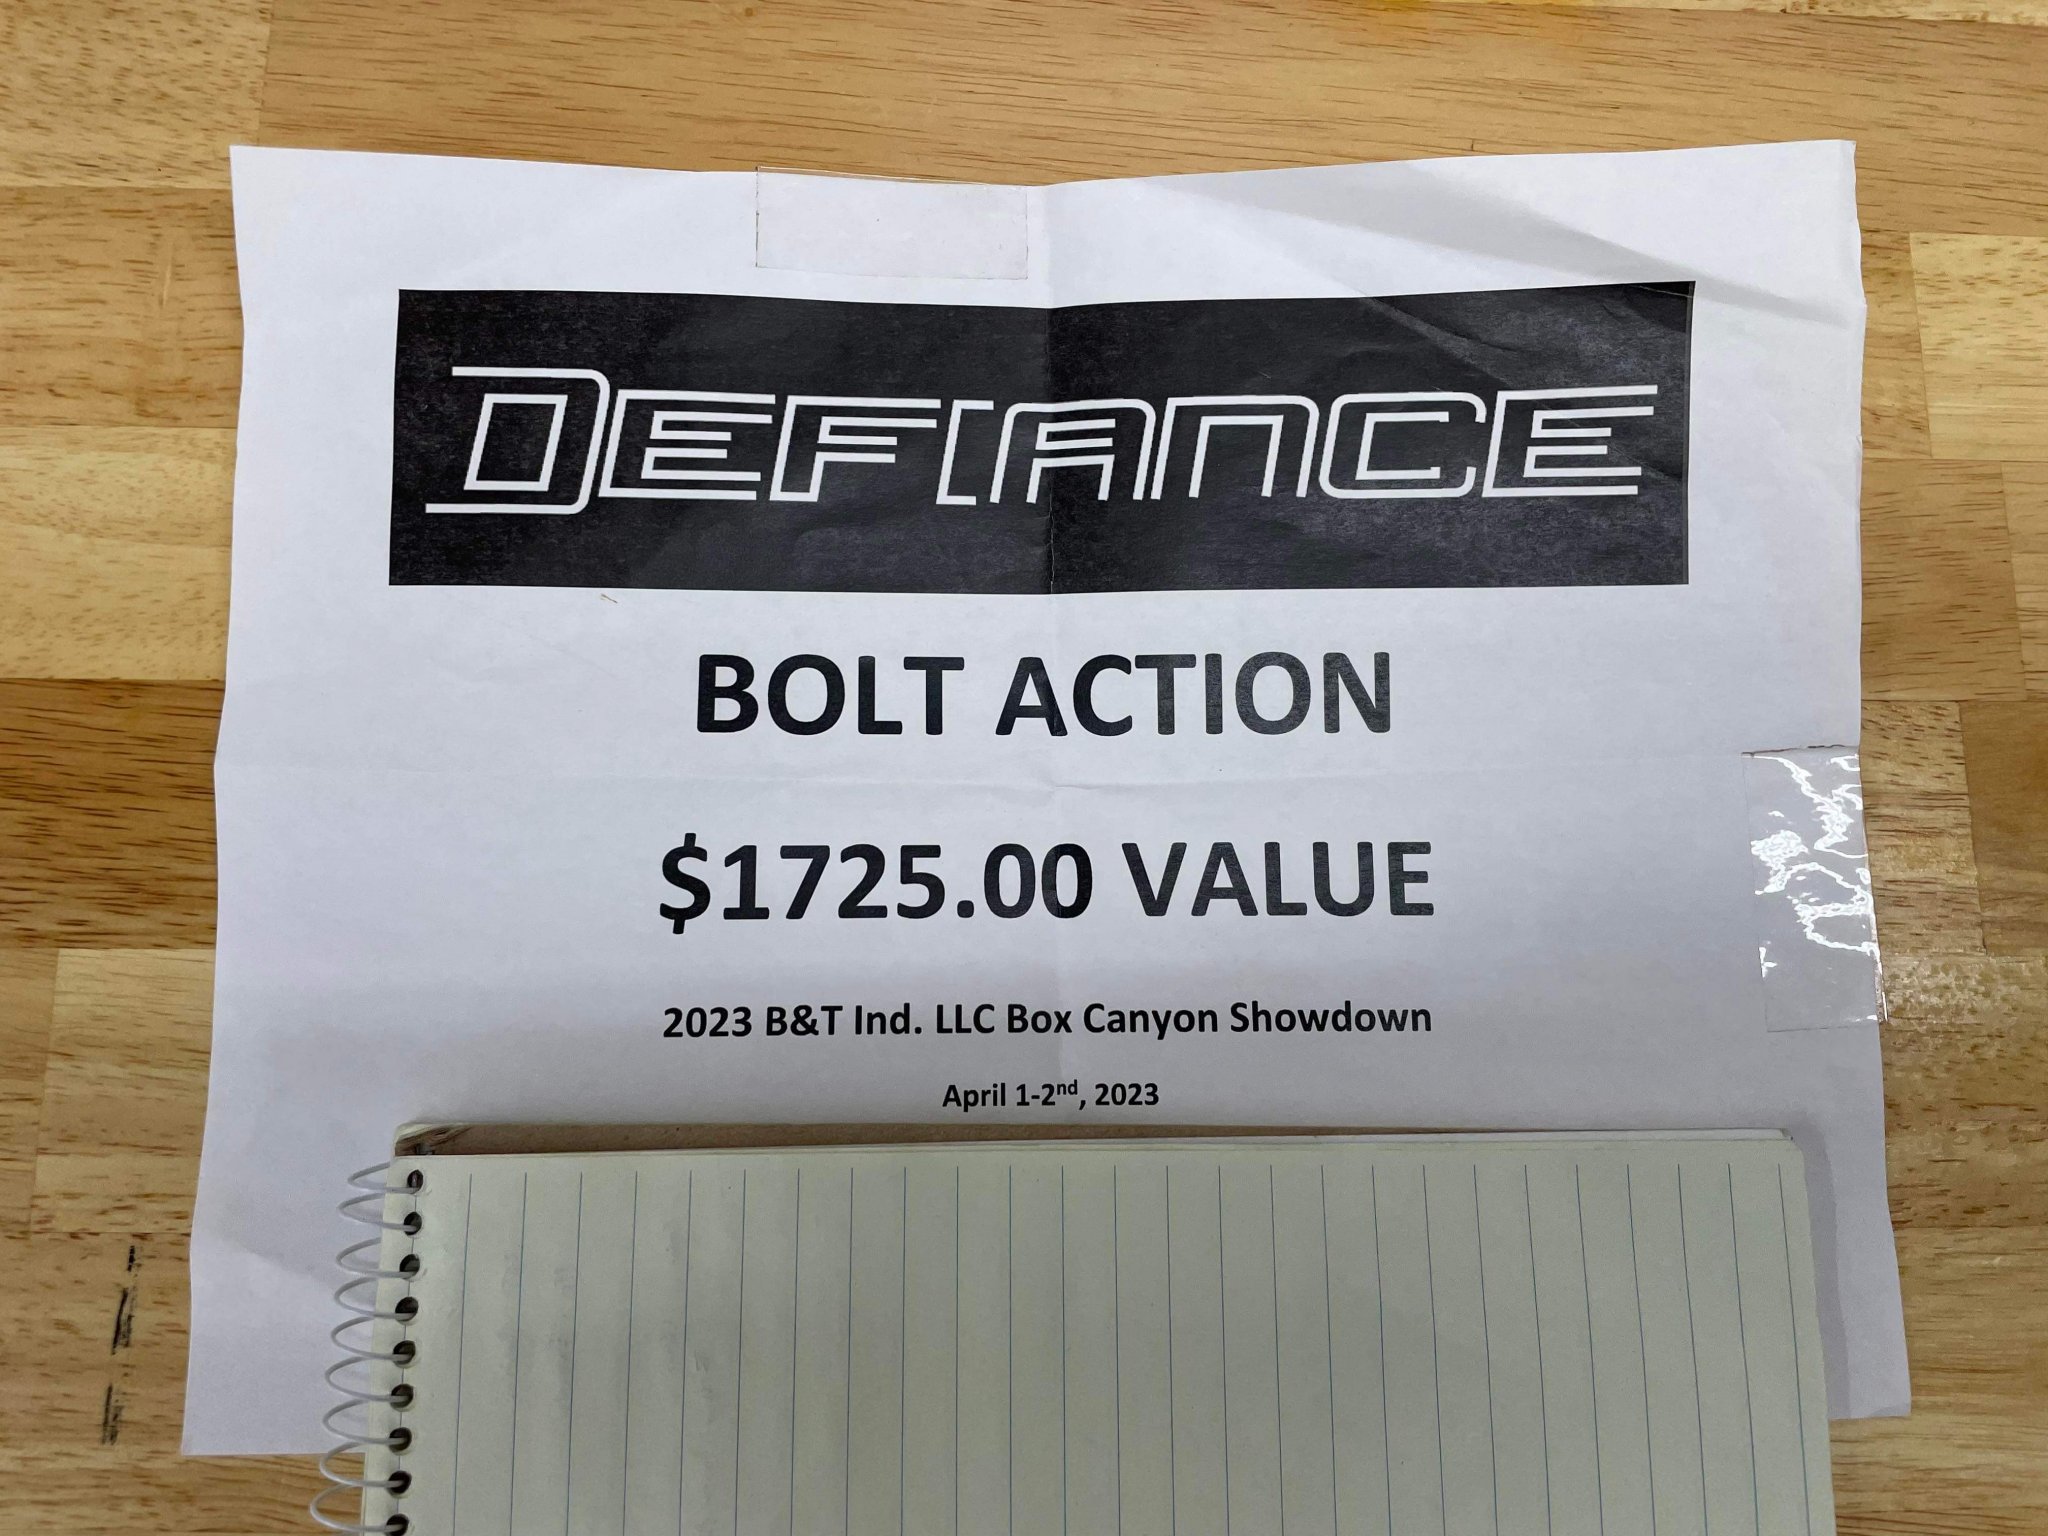 DEFIANCE
BOLT ACTION
$1725.00 VALUE
2023 B&T Ind. LLC Box Canyon Showdown
April 1-2nd, 2023